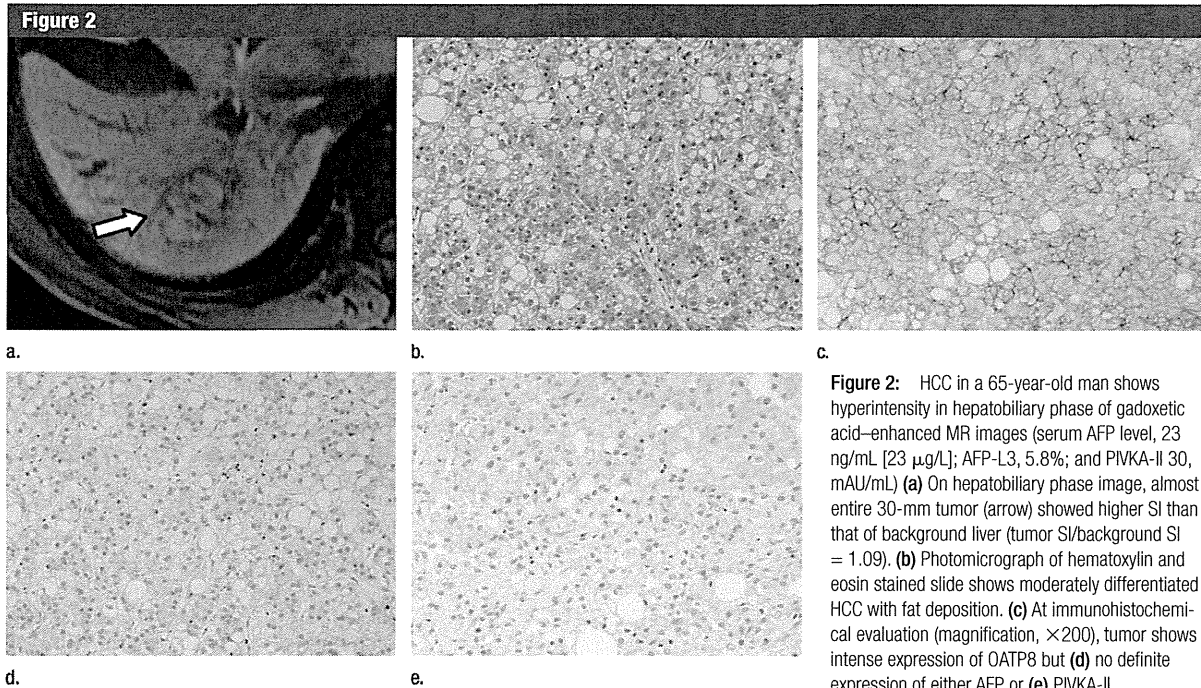 Figure 2
a.
b.
c.
d.
e.
Figure 2: HCC in a 65-year-old man shows
hyperintensity in hepatobiliary phase of gadoxetic
acid–enhanced MR images (serum AFP level, 23
ng/mL [23 μg/L]; AFP-L3, 5.8%; and PIVKA-II 30,
mAU/mL) (a) On hepatobiliary phase image, almost
entire 30-mm tumor (arrow) showed higher SI than
that of background liver (tumor SI/background SI
= 1.09). (b) Photomicrograph of hematoxylin and
eosin stained slide shows moderately differentiated
HCC with fat deposition. (c) At immunohistochemi-
cal evaluation (magnification, ×200), tumor shows
intense expression of OATP8 but (d) no definite
expression of either AFP or (e) PIVKA-II.